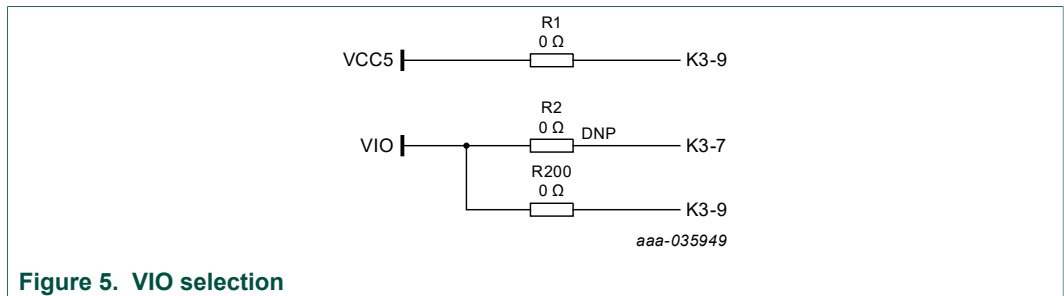 R1
0 Ω
VCC5
K3-9
R2
0 Ω
DNP
VIO
K3-7
R200
0 Ω
K3-9
aaa-035949
Figure 5. VIO selection